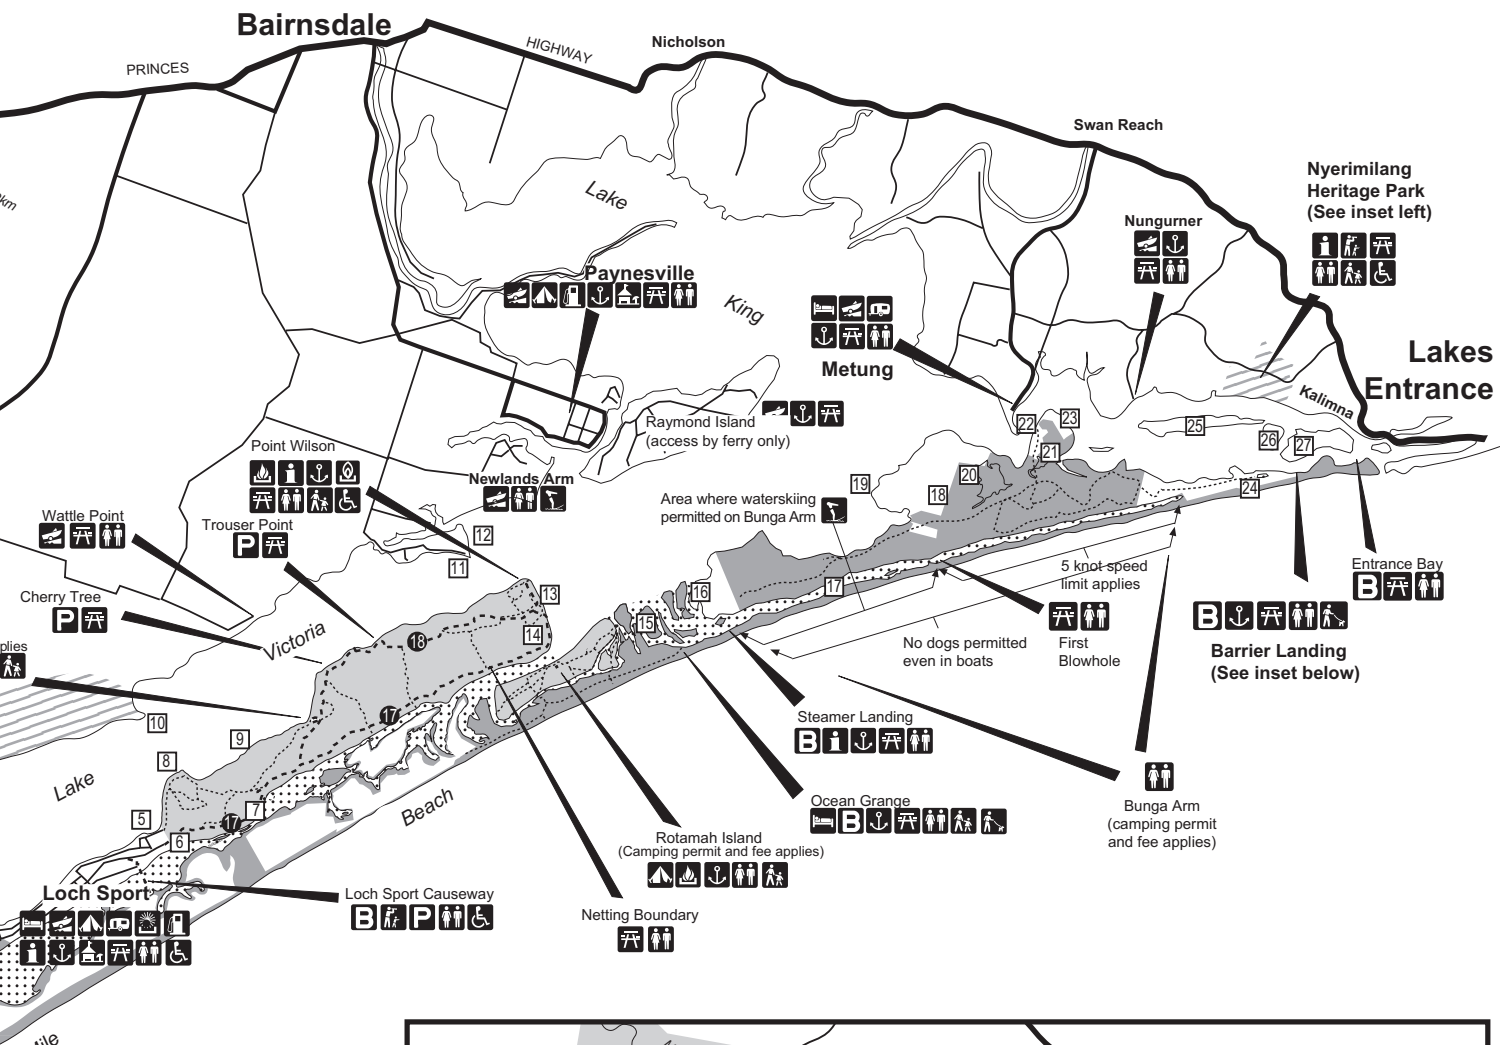 Bairnsdale
PRINCES
HIGHWAY
Nicholson
Swan Reach
Nyerimilang
Heritage Park
(See inset left)
Nungurner
km
Lake
Paynesville
King
Metung
Lakes
Entrance
Kalimna
Raymond Island
(access by ferry only)
22
23
25
26
27
21
Point Wilson
Newlands Arm
19
20
18
24
Area where waterskiing
permitted on Bunga Arm
Wattle Point
Trouser Point
P
12
11
5 knot speed
limit applies
Entrance Bay
B
Cherry Tree
P
13
16
17
B
Barrier Landing
(See inset below)
First
Blowhole
No dogs permitted
even in boats
Victoria
18
14
15
plies
10
9
17
Steamer Landing
B
8
Lake
Beach
5
7
17
6
Ocean Grange
B
Bunga Arm
(camping permit
and fee applies)
Rotamah Island
(Camping permit and fee applies)
Loch Sport
Loch Sport Causeway
B
P
Netting Boundary
Mile